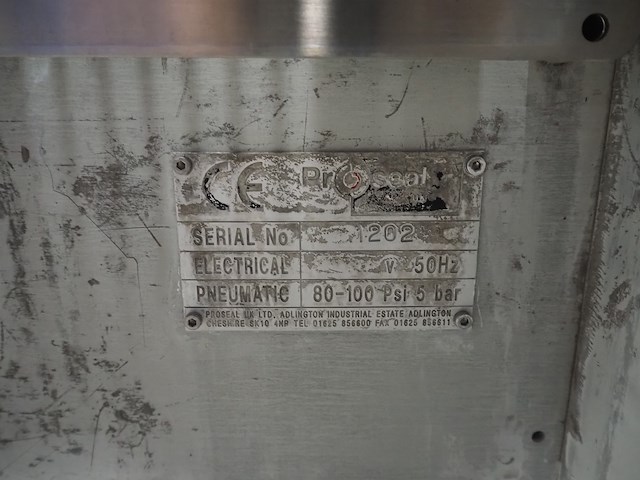 CE Proseal
SERIAL No 1202
ELECTRICAL V 50Hz
PNEUMATIC 80-100 Psi 5 bar
PROSEAL UK LTD. ADLINGTON INDUSTRIAL ESTATE ADLINGTON
CHESHIRE SK10 4NP TEL 01625 856600 FAX 01625 856611